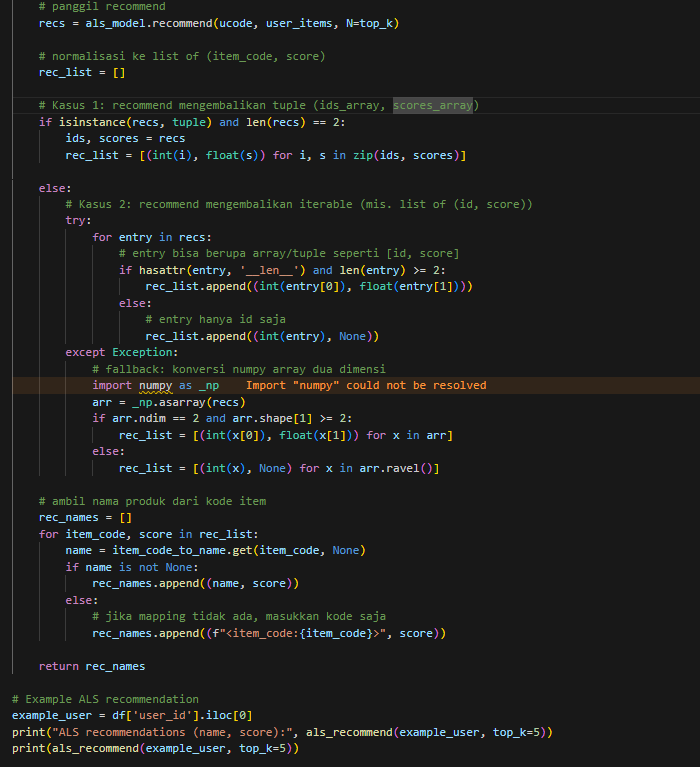 # panggil recommend
recs = als_model.recommend(ucode, user_items, N=top_k)
# normalisasi ke list of (item_code, score)
rec_list = []
# Kasus 1: recommend mengembalikan tuple (ids_array, scores_array)
if isinstance(recs, tuple) and len(recs) == 2:
ids, scores = recs
rec_list = [(int(i), float(s)) for i, s in zip(ids, scores)]
else:
# Kasus 2: recommend mengembalikan iterable (mis. list of (id, score))
try:
for entry in recs:
# entry bisa berupa array/tuple seperti [id, score]
if hasattr(entry, '__len__') and len(entry) >= 2:
rec_list.append((int(entry[0]), float(entry[1])))
else:
# entry hanya id saja
rec_list.append((int(entry), None))
except Exception:
# fallback: konversi numpy array dua dimensi
import numpy as _np    Import "numpy" could not be resolved
arr = _np.asarray(recs)
if arr.ndim == 2 and arr.shape[1] >= 2:
rec_list = [(int(x[0]), float(x[1])) for x in arr]
else:
rec_list = [(int(x), None) for x in arr.ravel()]
# ambil nama produk dari kode item
rec_names = []
for item_code, score in rec_list:
name = item_code_to_name.get(item_code, None)
if name is not None:
rec_names.append((name, score))
else:
# jika mapping tidak ada, masukkan kode saja
rec_names.append((f"<item_code:{item_code}>", score))
return rec_names
# Example ALS recommendation
example_user = df['user_id'].iloc[0]
print("ALS recommendations (name, score):", als_recommend(example_user, top_k=5))
print(als_recommend(example_user, top_k=5))